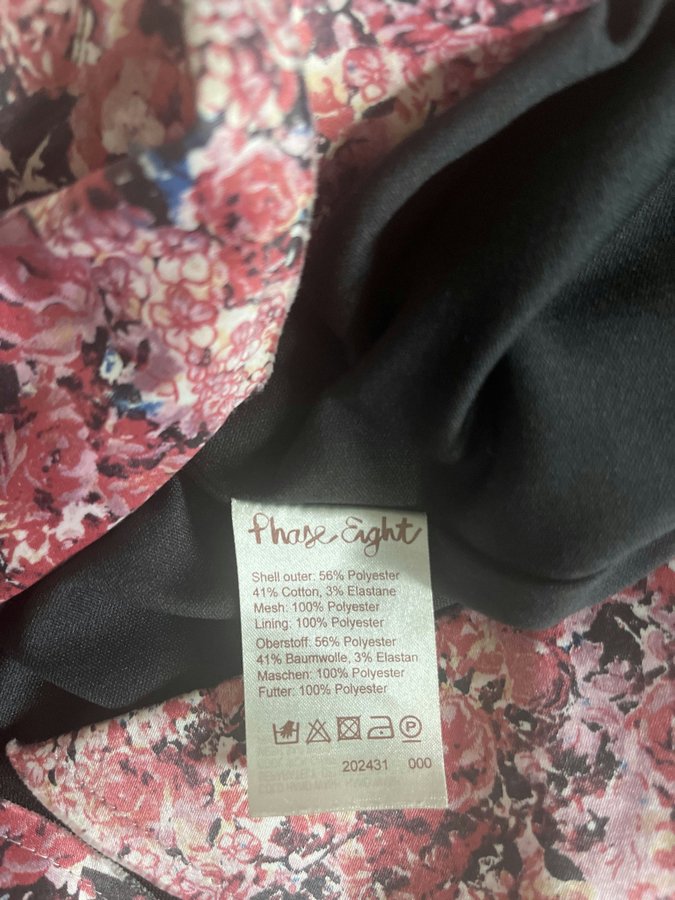 Phase Eight
Shell outer: 56% Polyester
41% Cotton, 3% Elastane
Mesh: 100% Polyester
Lining: 100% Polyester
Oberstoff: 56% Polyester
41% Baumwolle, 3% Elastan
Maschen: 100% Polyester
Futter: 100% Polyester
P
202431 000